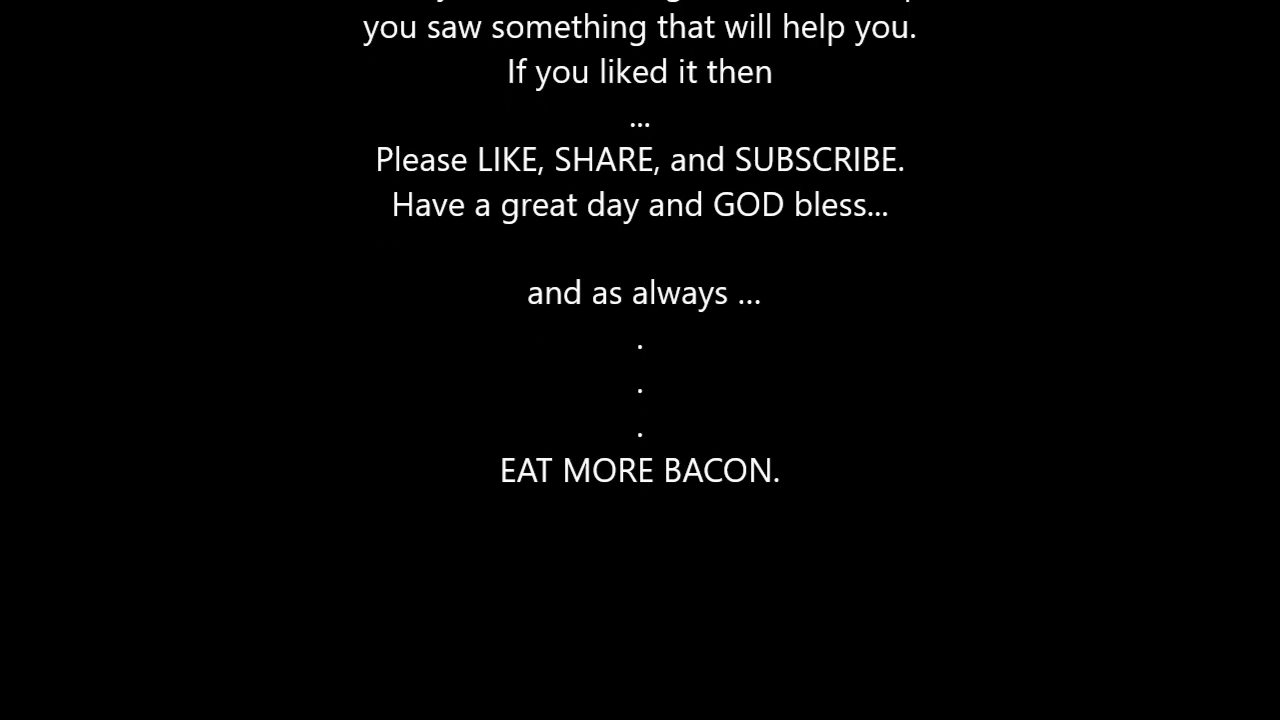 you saw something that will help you.
If you liked it then
...
Please LIKE, SHARE, and SUBSCRIBE.
Have a great day and GOD bless...
and as always ...
.
.
.
EAT MORE BACON.